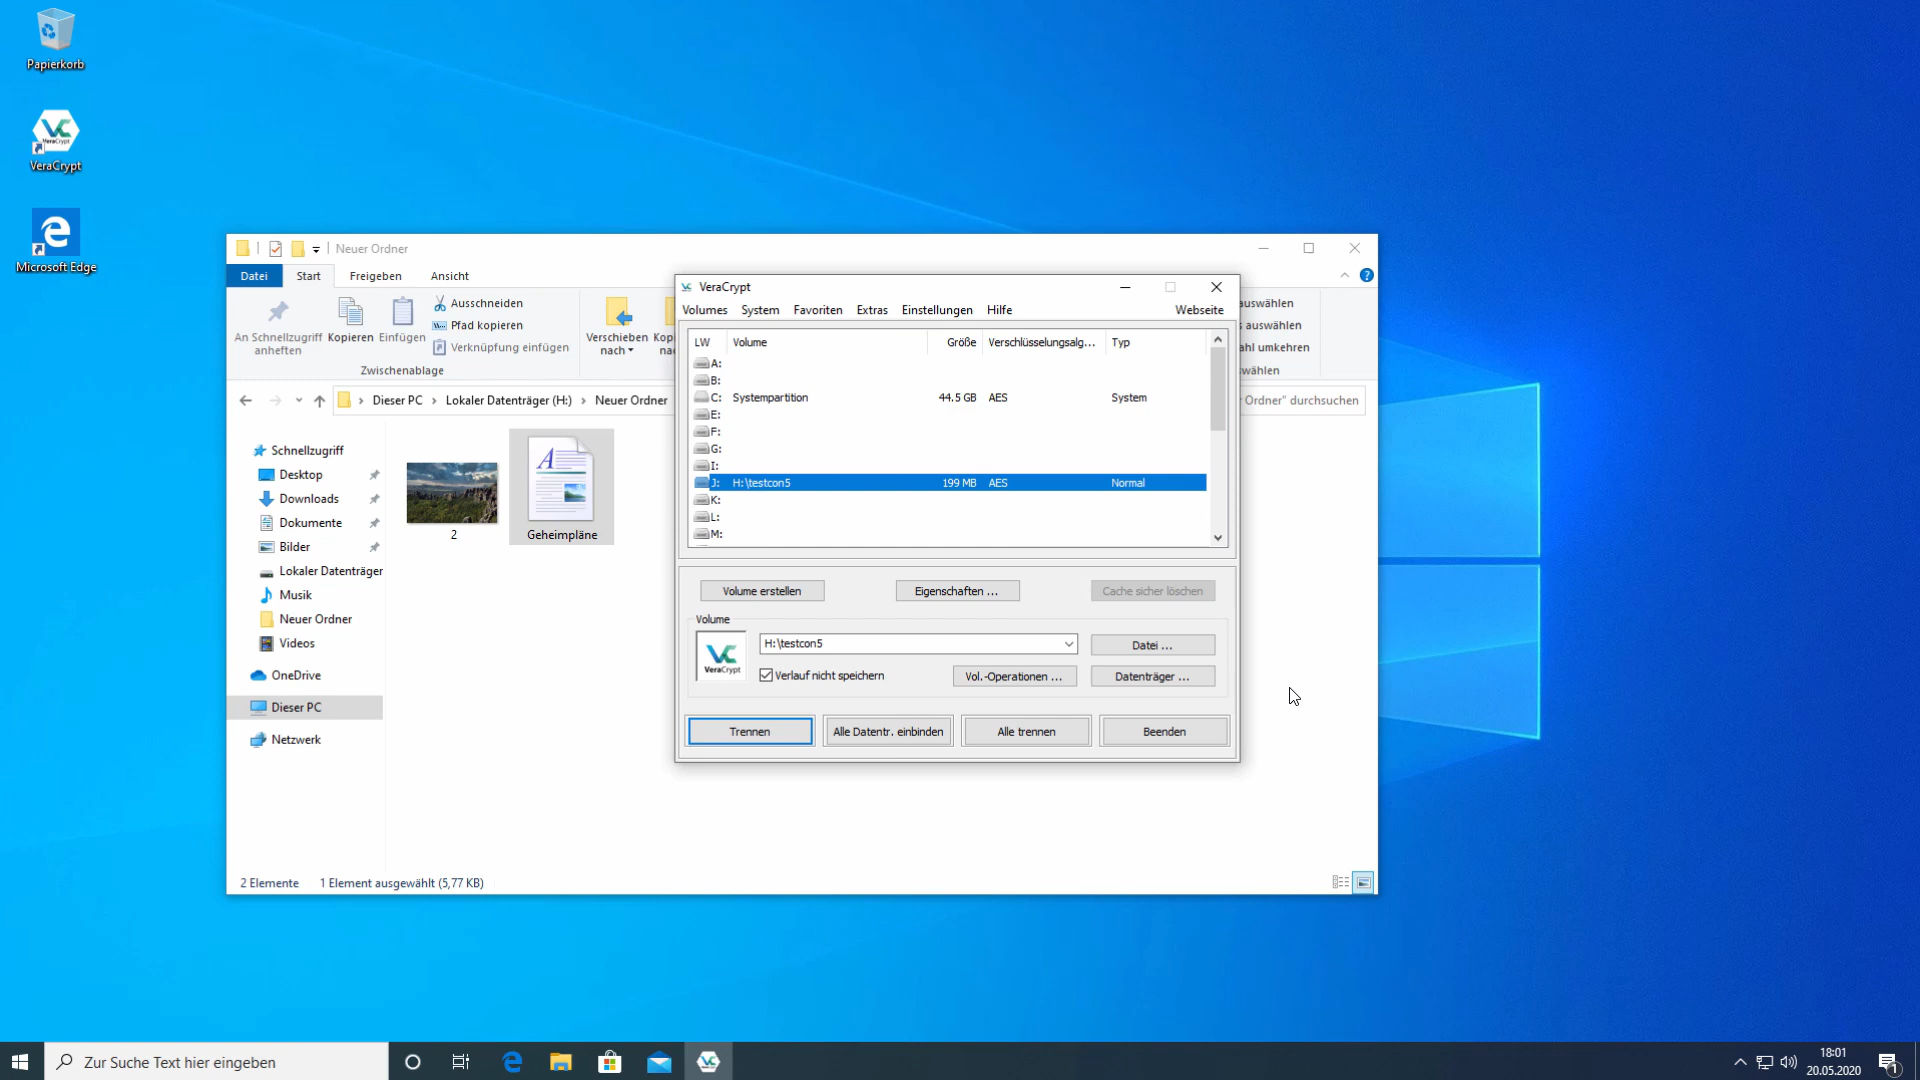 Papierkorb
VeraCrypt
Microsoft Edge
Neuer Ordner
Datei Start Freigeben Ansicht
An Schnellzugriff
anheften
Kopieren
Einfügen
Ausschneiden
Pfad kopieren
Verknüpfung einfügen
Zwischenablage
Verschieben
nach
Dieser PC Lokaler Datenträger (H:) Neuer Ordner
Schnellzugriff
Desktop
Downloads
Dokumente
Bilder
Lokaler Datenträger
Musik
Neuer Ordner
Videos
OneDrive
Dieser PC
Netzwerk
2
Geheimpläne
2 Elemente 1 Element ausgewählt (5,77 KB)
VeraCrypt
Volumes System Favoriten Extras Einstellungen Hilfe Webseite
LW Volume Größe Verschlüsselungsalg... Typ
A:
B:
C: Systempartition 44.5 GB AES System
E:
F:
G:
I:
J: H:\testcon5 199 MB AES Normal
K:
L:
M:
Volume erstellen Eigenschaften ... Cache sicher löschen
Volume
VeraCrypt
H:\testcon5 Datei ...
Verlauf nicht speichern Vol.-Operationen ... Datenträger ...
Trennen Alle Datentr. einbinden Alle trennen Beenden
auswählen
s auswählen
ahl umkehren
wählen
Ordner" durchsuchen
Zur Suche Text hier eingeben
18:01
20.05.2020
1